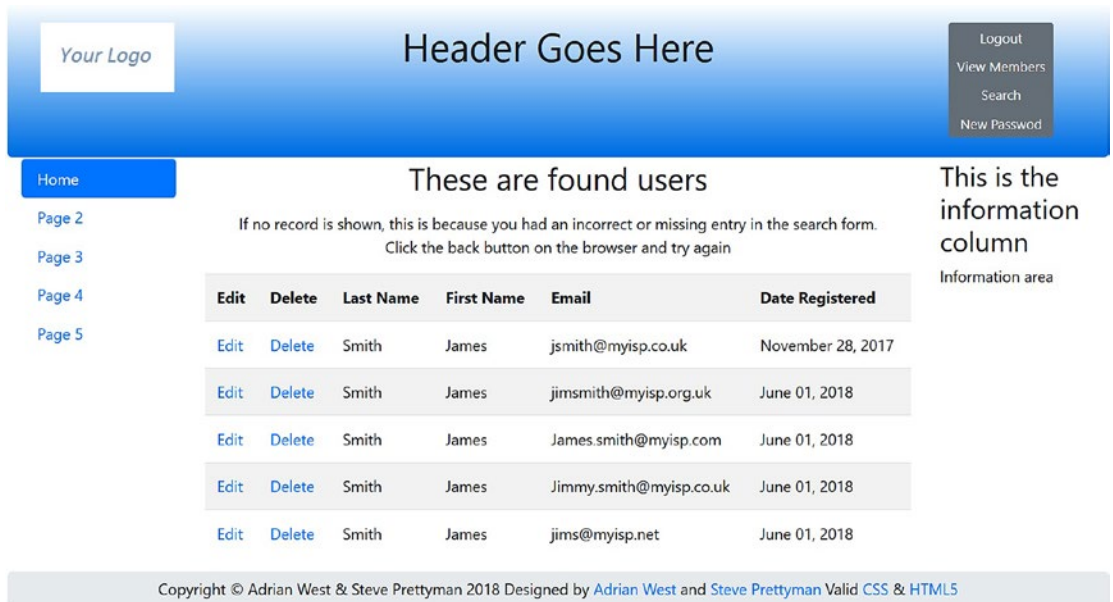 Your Logo
Header Goes Here
Logout
View Members
Search
New Passwod
Home
Page 2
Page 3
Page 4
Page 5
These are found users
If no record is shown, this is because you had an incorrect or missing entry in the search form.
Click the back button on the browser and try again
Edit Delete Last Name First Name Email Date Registered
Edit Delete Smith James jsmith@myisp.co.uk November 28, 2017
Edit Delete Smith James jimsmith@myisp.org.uk June 01, 2018
Edit Delete Smith James James.smith@myisp.com June 01, 2018
Edit Delete Smith James Jimmy.smith@myisp.co.uk June 01, 2018
Edit Delete Smith James jims@myisp.net June 01, 2018
This is the
information
column
Information area
Copyright © Adrian West & Steve Prettyman 2018 Designed by Adrian West and Steve Prettyman Valid CSS & HTML5